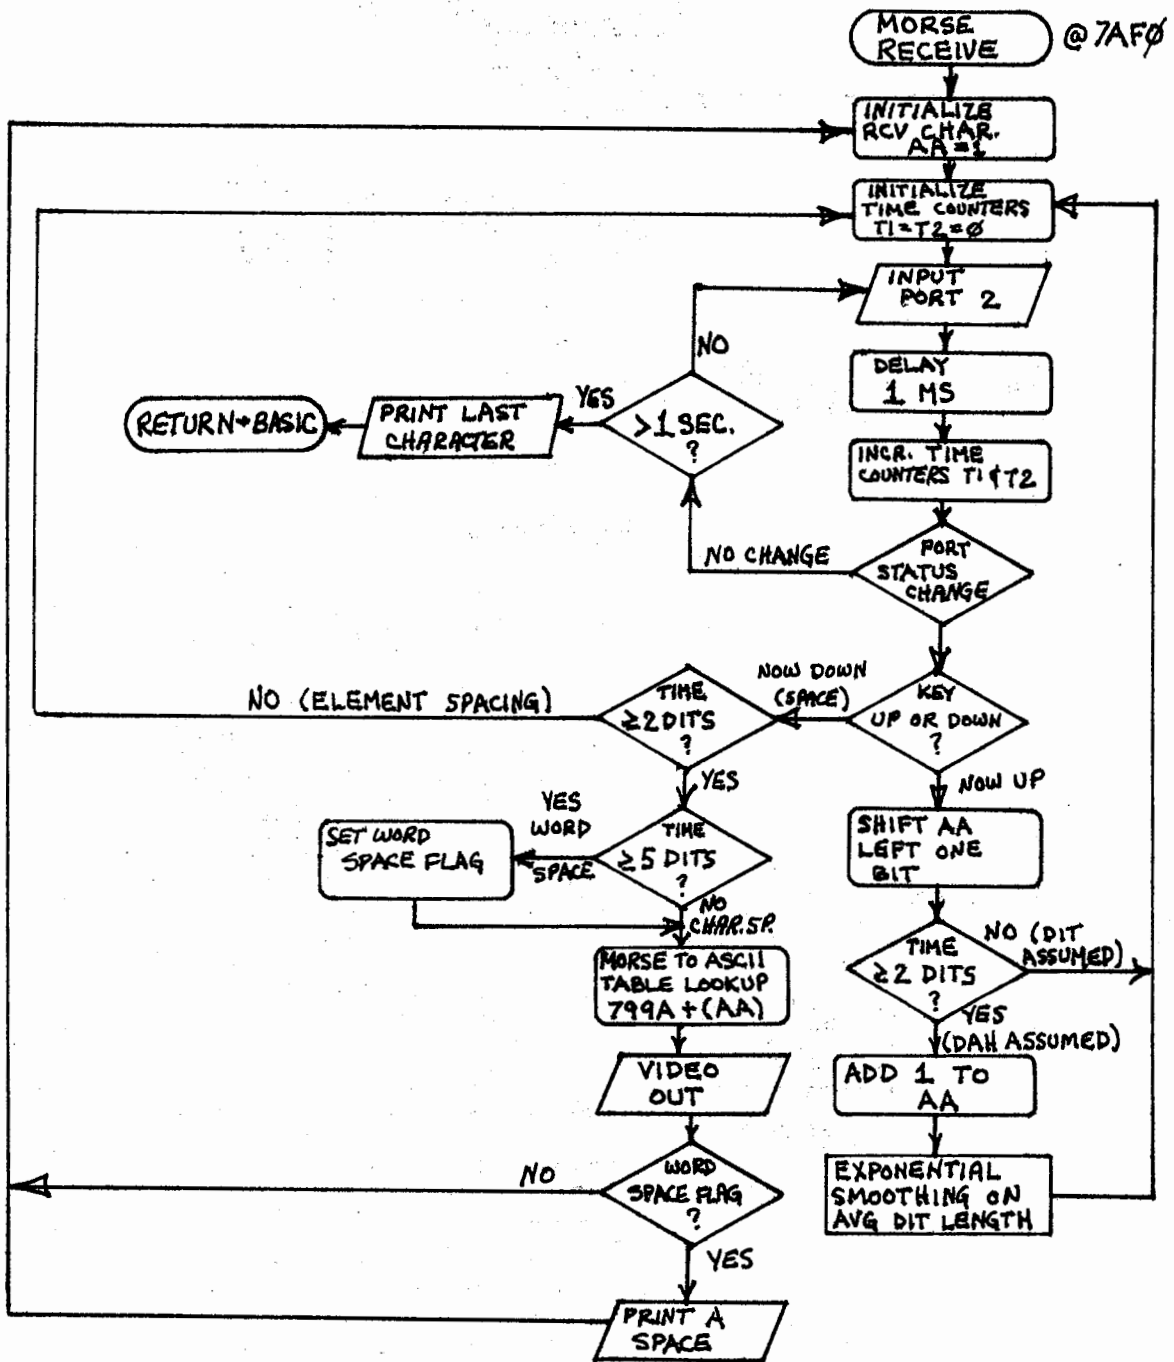 MORSE
RECEIVE
@7AFØ
INITIALIZE
RCV CHAR.
AA=1
INITIALIZE
TIME COUNTERS
T1=T2=Ø
INPUT
PORT 2
DELAY
1 MS
INCR. TIME
COUNTERS T1 & T2
PORT
STATUS
CHANGE
NO CHANGE
>1 SEC.
?
NO
YES
PRINT LAST
CHARACTER
RETURN→BASIC
KEY
UP OR DOWN
?
NOW DOWN
(SPACE)
NOW UP
TIME
≥2 DITS
?
NO (ELEMENT SPACING)
YES
TIME
≥5 DITS
?
YES
WORD
SPACE
SET WORD
SPACE FLAG
NO
CHAR.SP.
MORSE TO ASCII
TABLE LOOKUP
799A+(AA)
VIDEO
OUT
WORD
SPACE FLAG
?
NO
YES
PRINT A
SPACE
SHIFT AA
LEFT ONE
BIT
TIME
≥2 DITS
?
NO (DIT
ASSUMED)
YES
(DAH ASSUMED)
ADD 1 TO
AA
EXPONENTIAL
SMOOTHING ON
AVG DIT LENGTH